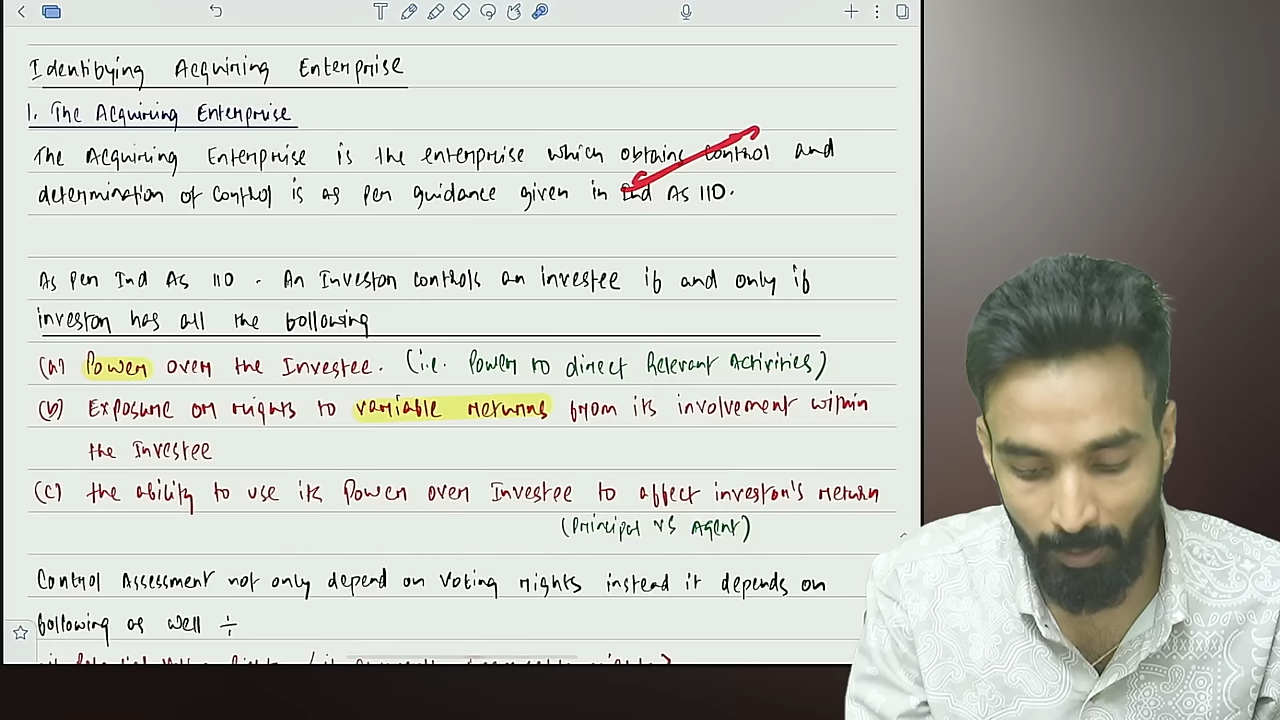 Identifying Acquiring Enterprise
1. The Acquiring Enterprise
The Acquiring Enterprise is the enterprise which obtains control and
determination of control is as per guidance given in Ind AS 110.
As per Ind AS 110 . An Investor controls an investee if and only if
investor has all the following
(a) Power over the Investee. (i.e. Power to direct Relevant Activities)
(b) Exposure or rights to variable returns from its involvement within
the Investee
(c) the ability to use its Power over Investee to affect investor's return
(Principal vs Agent)
Control Assessment not only depend on Voting rights instead it depends on
following as well ÷